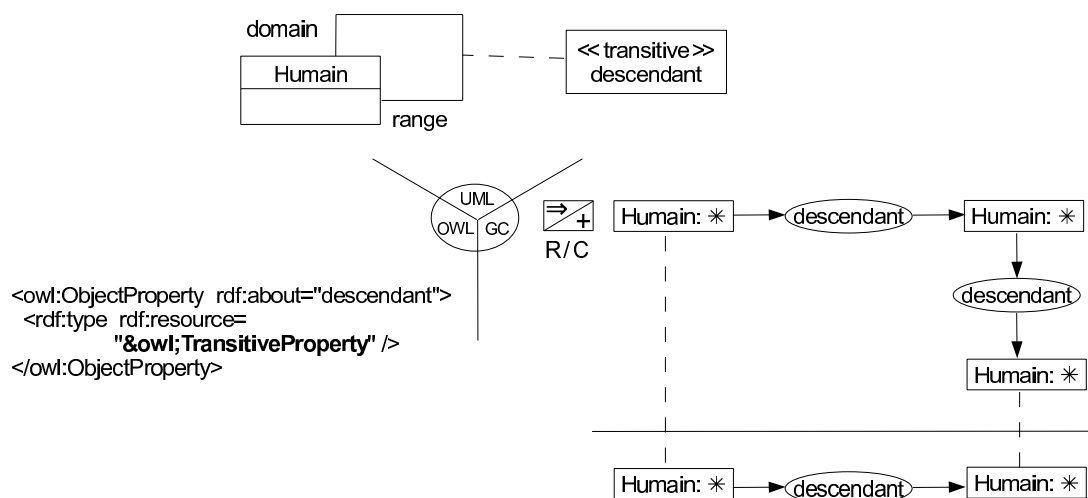 domain
<< transitive >>
descendant
Humain
range
UML
OWL GC
⇒ +
R/C
Humain: ✳ descendant Humain: ✳
descendant
Humain: ✳
<owl:ObjectProperty rdf:about="descendant">
<rdf:type rdf:resource=
"&owl;TransitiveProperty" />
</owl:ObjectProperty>
Humain: ✳ descendant Humain: ✳